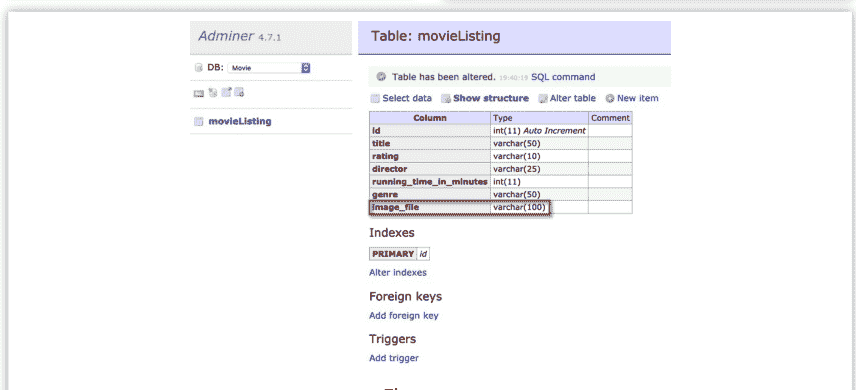 Adminer 4.7.1
Table: movieListing
DB: Movie
Table has been altered. 19:40:19 SQL command
Select data Show structure Alter table New item
movieListing
Column Type Comment
id int(11) Auto Increment
title varchar(50)
rating varchar(10)
director varchar(25)
running_time_in_minutes int(11)
genre varchar(50)
image_file varchar(100)
Indexes
PRIMARY id
Alter indexes
Foreign keys
Add foreign key
Triggers
Add trigger